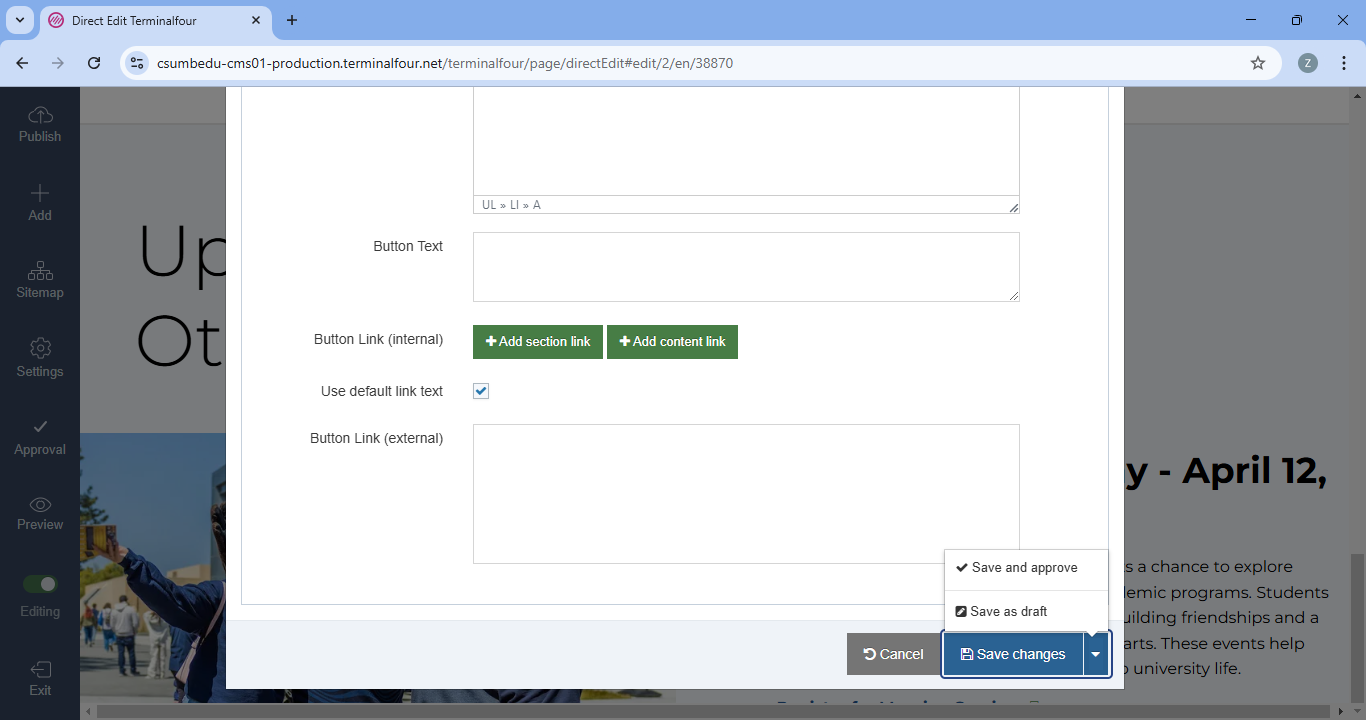 Direct Edit Terminalfour
csumbedu-cms01-production.terminalfour.net/terminalfour/page/directEdit#edit/2/en/38870
Z
Publish
Add
Sitemap
Settings
Approval
Preview
Editing
Exit
Up
Ot
UL » LI » A
Button Text
Button Link (internal)
Add section link
Add content link
Use default link text
Button Link (external)
Save and approve
Save as draft
Cancel
Save changes
y - April 12,
s a chance to explore
emic programs. Students
uilding friendships and a
arts. These events help
university life.